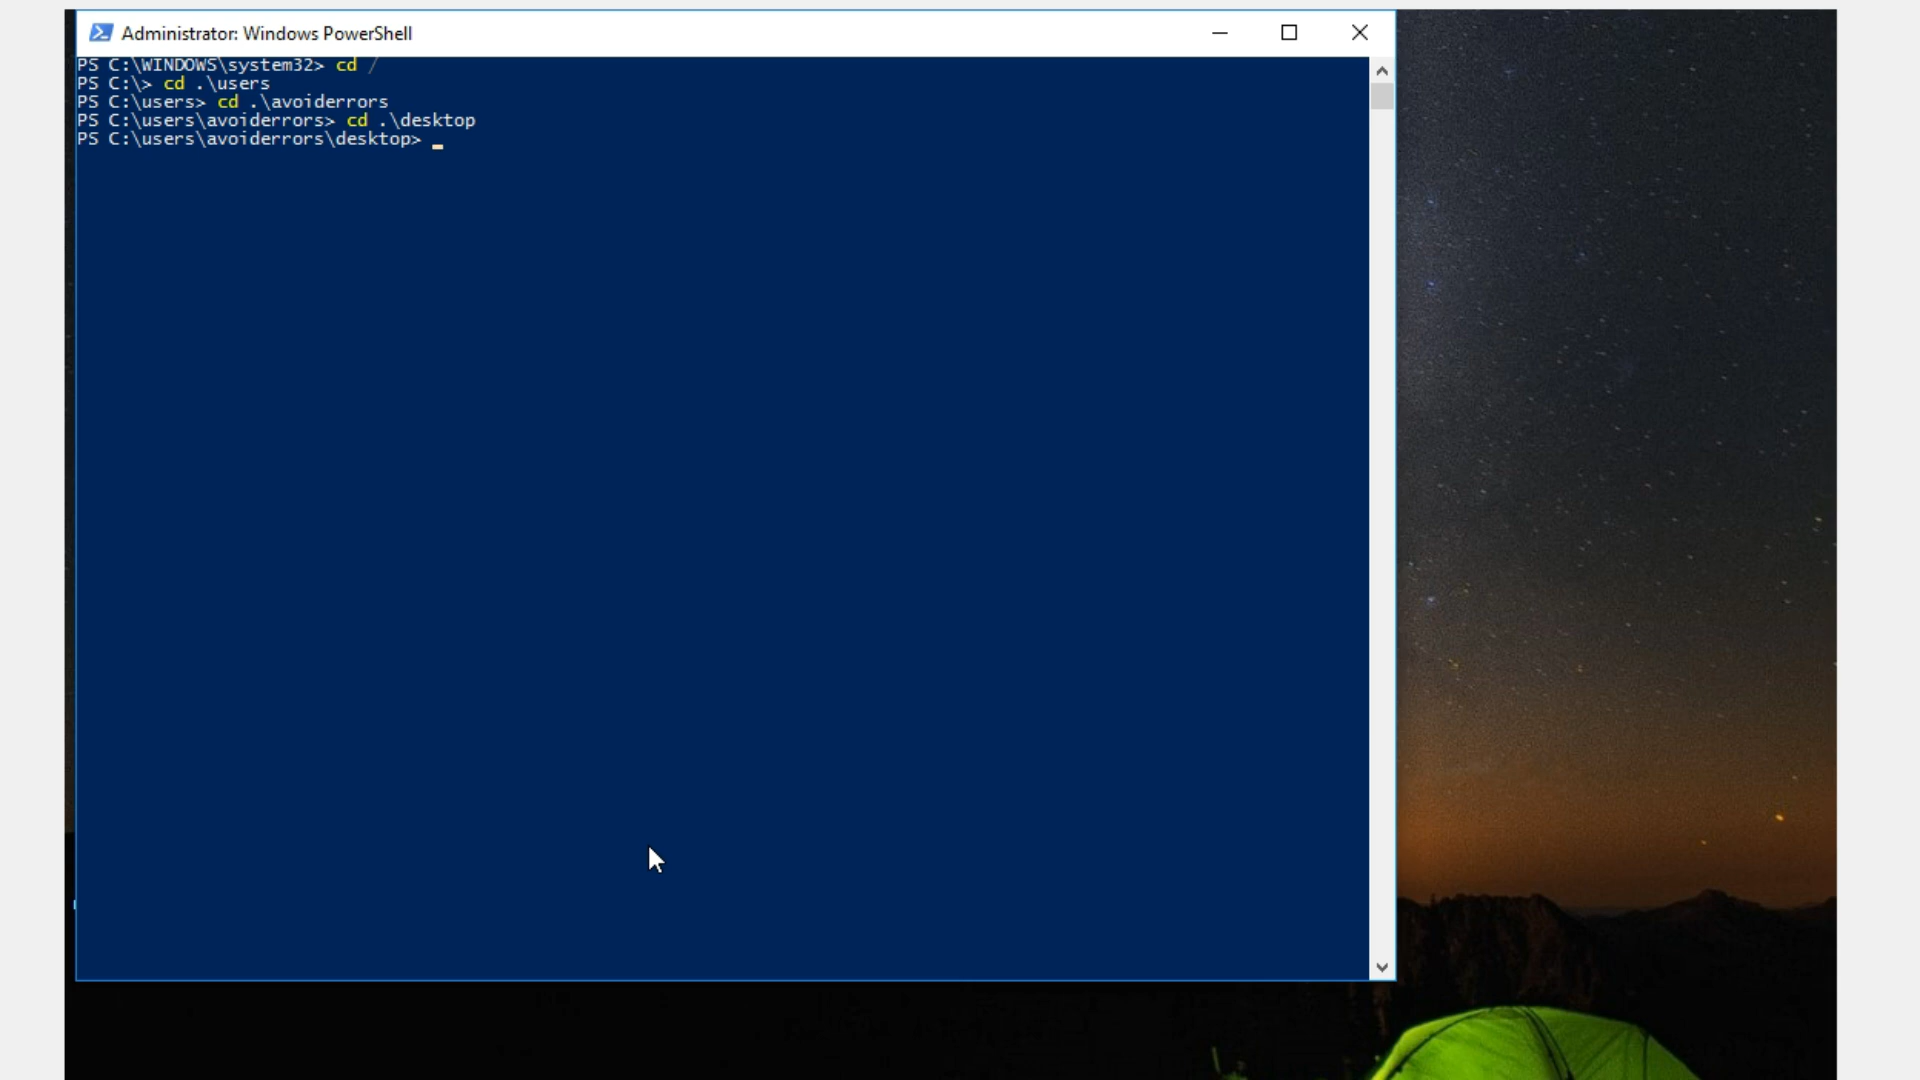 Administrator: Windows PowerShell
PS C:\WINDOWS\system32> cd /
PS C:\> cd .\users
PS C:\users> cd .\avoiderrors
PS C:\users\avoiderrors> cd .\desktop
PS C:\users\avoiderrors\desktop>